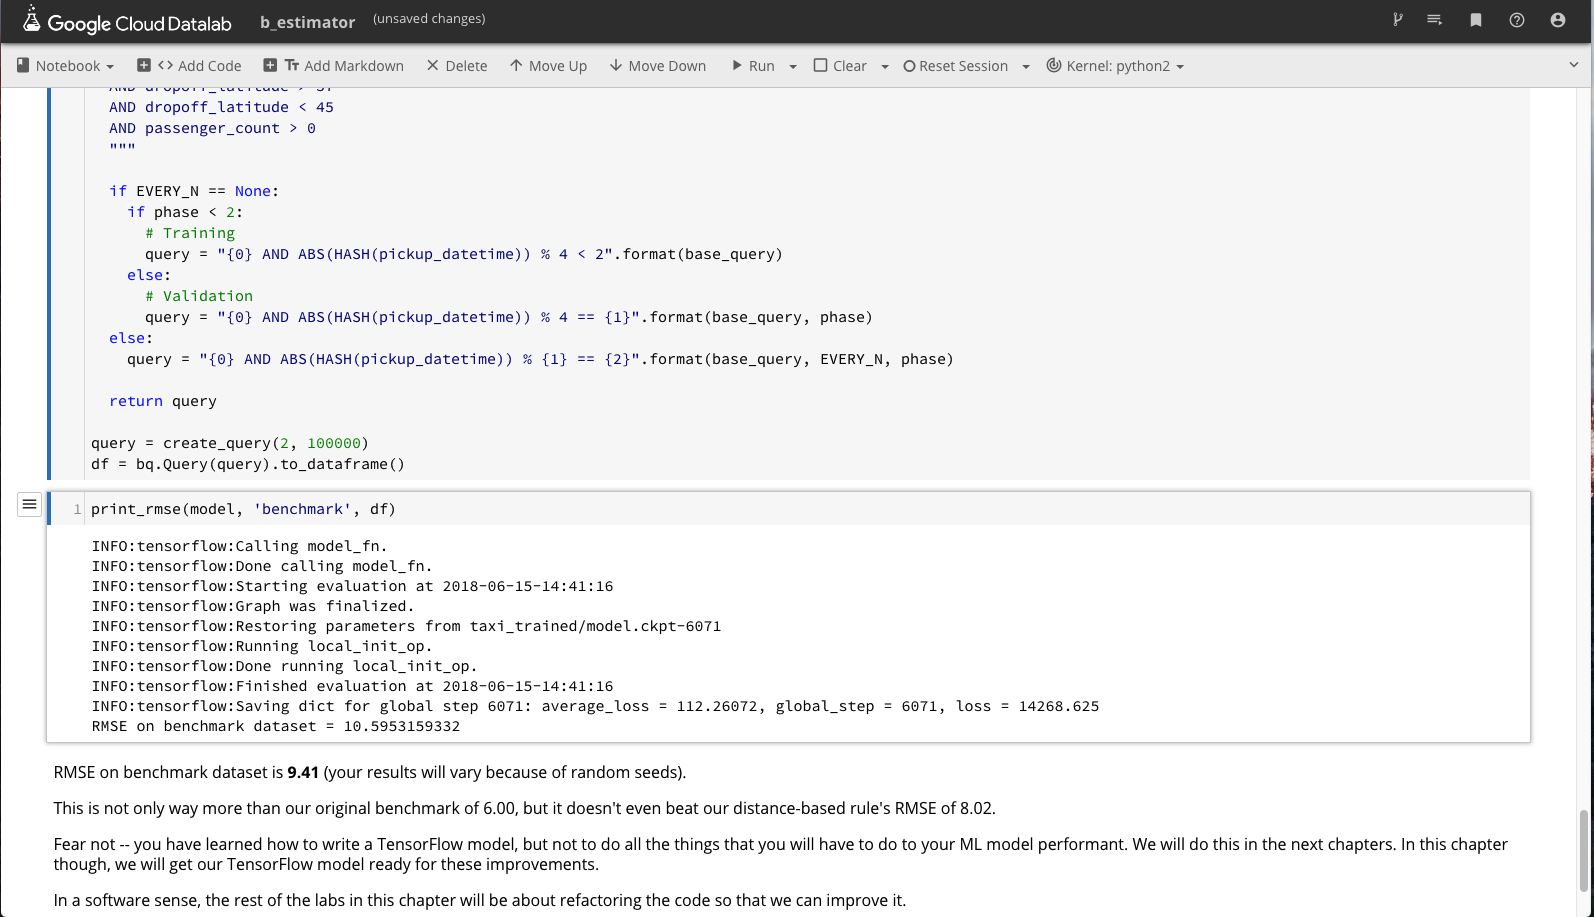 Google Cloud Datalab b_estimator (unsaved changes)
Notebook Add Code Add Markdown Delete Move Up Move Down Run Clear Reset Session Kernel: python2
AND dropoff_latitude > 37
AND dropoff_latitude < 45
AND passenger_count > 0
"""
if EVERY_N == None:
if phase < 2:
# Training
query = "{0} AND ABS(HASH(pickup_datetime)) % 4 < 2".format(base_query)
else:
# Validation
query = "{0} AND ABS(HASH(pickup_datetime)) % 4 == {1}".format(base_query, phase)
else:
query = "{0} AND ABS(HASH(pickup_datetime)) % {1} == {2}".format(base_query, EVERY_N, phase)
return query
query = create_query(2, 100000)
df = bq.Query(query).to_dataframe()
1 print_rmse(model, 'benchmark', df)
INFO:tensorflow:Calling model_fn.
INFO:tensorflow:Done calling model_fn.
INFO:tensorflow:Starting evaluation at 2018-06-15-14:41:16
INFO:tensorflow:Graph was finalized.
INFO:tensorflow:Restoring parameters from taxi_trained/model.ckpt-6071
INFO:tensorflow:Running local_init_op.
INFO:tensorflow:Done running local_init_op.
INFO:tensorflow:Finished evaluation at 2018-06-15-14:41:16
INFO:tensorflow:Saving dict for global step 6071: average_loss = 112.26072, global_step = 6071, loss = 14268.625
RMSE on benchmark dataset = 10.5953159332
RMSE on benchmark dataset is 9.41 (your results will vary because of random seeds).
This is not only way more than our original benchmark of 6.00, but it doesn't even beat our distance-based rule's RMSE of 8.02.
Fear not -- you have learned how to write a TensorFlow model, but not to do all the things that you will have to do to your ML model performant. We will do this in the next chapters. In this chapter
though, we will get our TensorFlow model ready for these improvements.
In a software sense, the rest of the labs in this chapter will be about refactoring the code so that we can improve it.